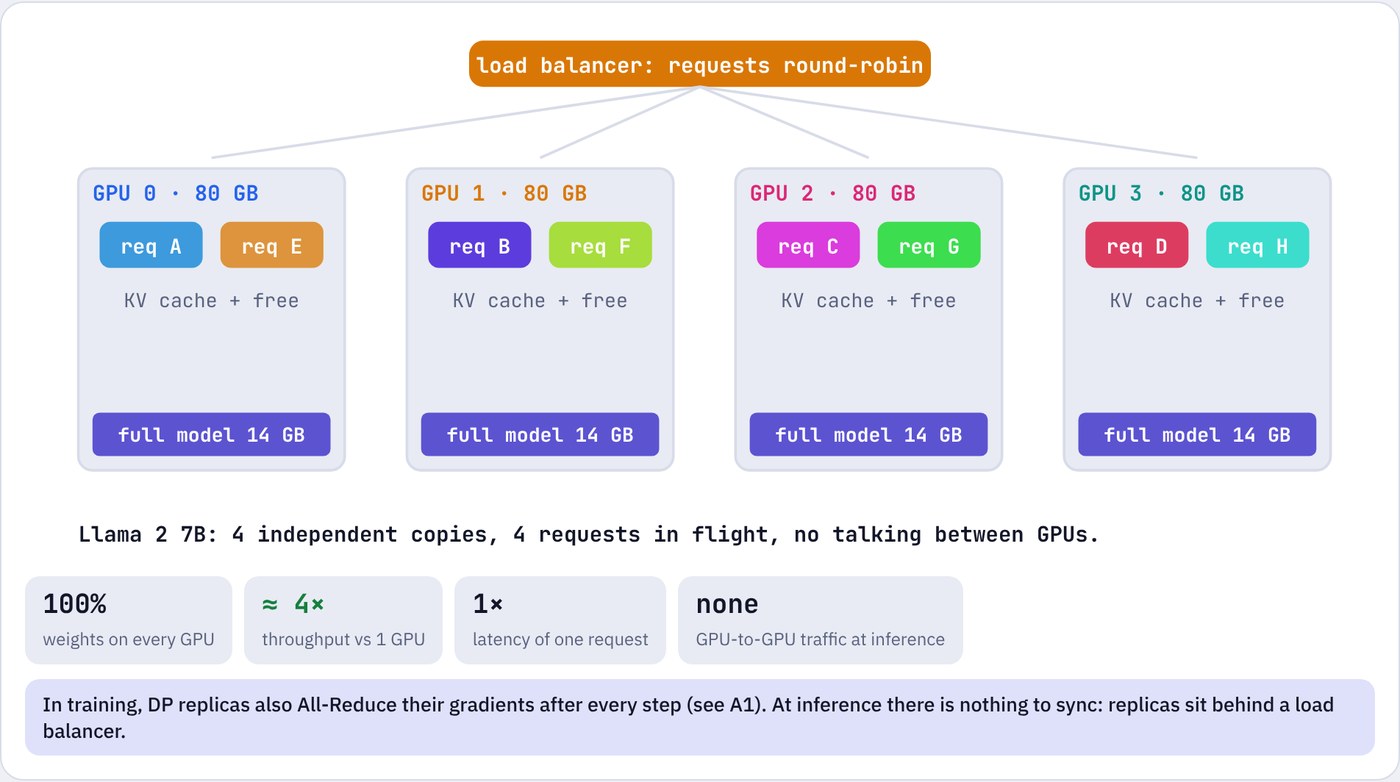 load balancer: requests round-robin
GPU 0 · 80 GB
req A
req E
KV cache + free
full model 14 GB
GPU 1 · 80 GB
req B
req F
KV cache + free
full model 14 GB
GPU 2 · 80 GB
req C
req G
KV cache + free
full model 14 GB
GPU 3 · 80 GB
req D
req H
KV cache + free
full model 14 GB
Llama 2 7B: 4 independent copies, 4 requests in flight, no talking between GPUs.
100%
weights on every GPU
≈ 4×
throughput vs 1 GPU
1×
latency of one request
none
GPU-to-GPU traffic at inference
In training, DP replicas also All-Reduce their gradients after every step (see A1). At inference there is nothing to sync: replicas sit behind a load
balancer.